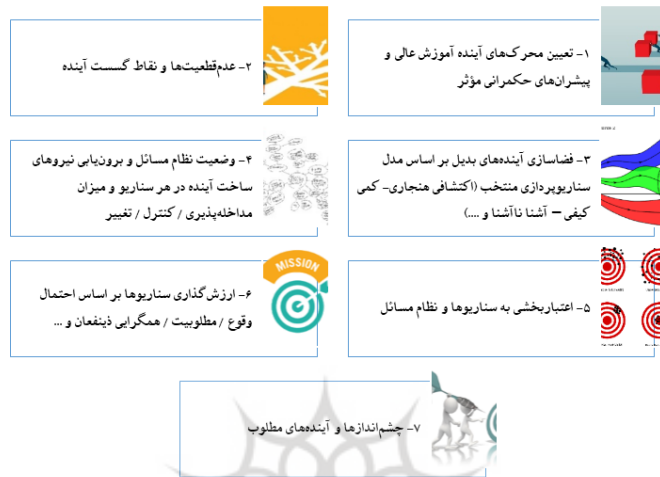 ۱- تعیین محرک‌های آینده آموزش عالی و
پیشران‌های حکمرانی مؤثر
۲- عدم‌قطعیت‌ها و نقاط گسست آینده
۳- فضاسازی آینده‌های بدیل بر اساس مدل
سناریوپردازی منتخب (اکتشافی هنجاری- کمی
کیفی – آشنا ناآشنا و ....)
۴- وضعیت نظام مسائل و برون‌یابی نیروهای
ساخت آینده در هر سناریو و میزان
مداخله‌پذیری / کنترل / تغییر
۵- اعتباربخشی به سناریوها و نظام مسائل
۶- ارزش‌گذاری سناریوها بر اساس احتمال
وقوع / مطلوبیت / همگرایی ذینفعان و ...
MISSION
۷- چشم‌اندازها و آینده‌های مطلوب